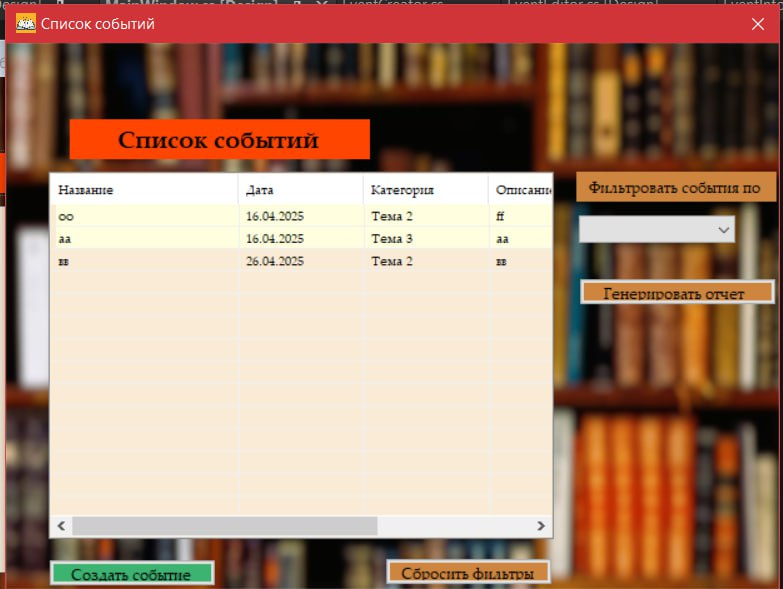 Список событий
Список событий
Название Дата Категория Описани
оо 16.04.2025 Тема 2 ff
аа 16.04.2025 Тема 3 аа
вв 26.04.2025 Тема 2 вв
Фильтровать события по
Генерировать отчет
Создать событие Сбросить фильтры